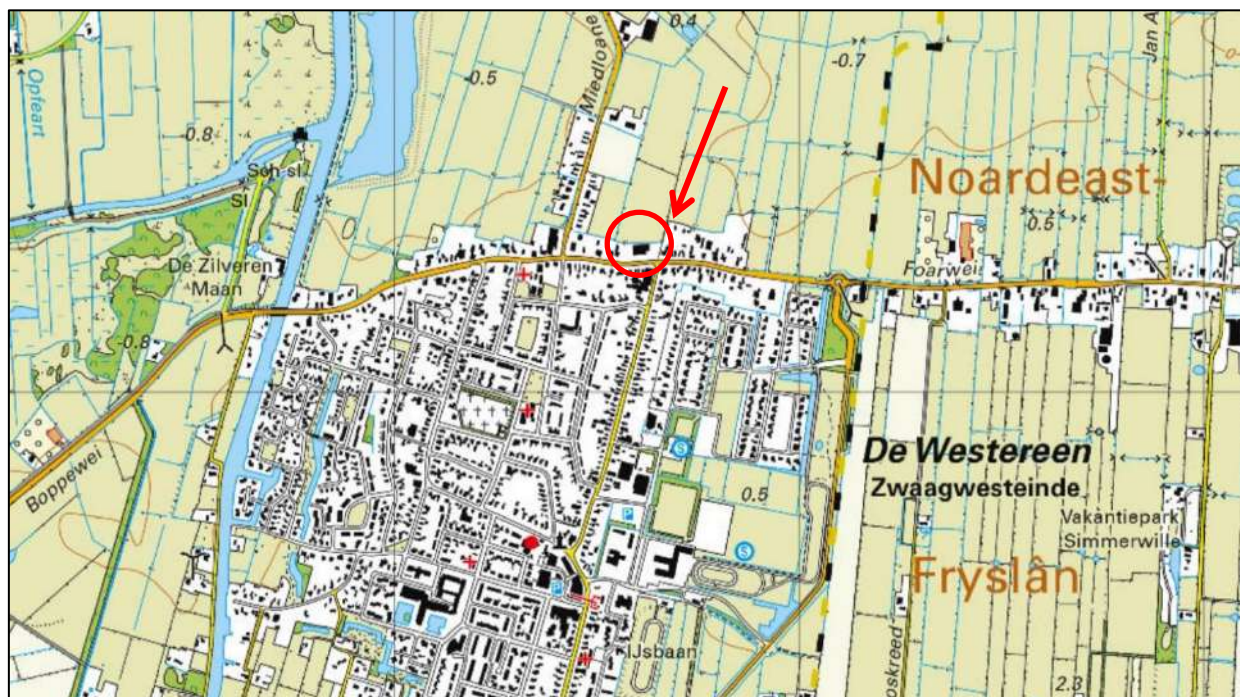 Opfeart
-0.8
Sch sl.
Sl
De Zilveren
Maan
-0.8
Boppewei
-0.5
Miedloane
0.4
-0.7
Jan A
Noardeast-
0.5
Foarwei
De Westereen
Zwaagwesteinde
Vakantiepark
Simmerwille
Fryslân
0.5
S
S
P
P
IJsbaan
oskreed
2.3